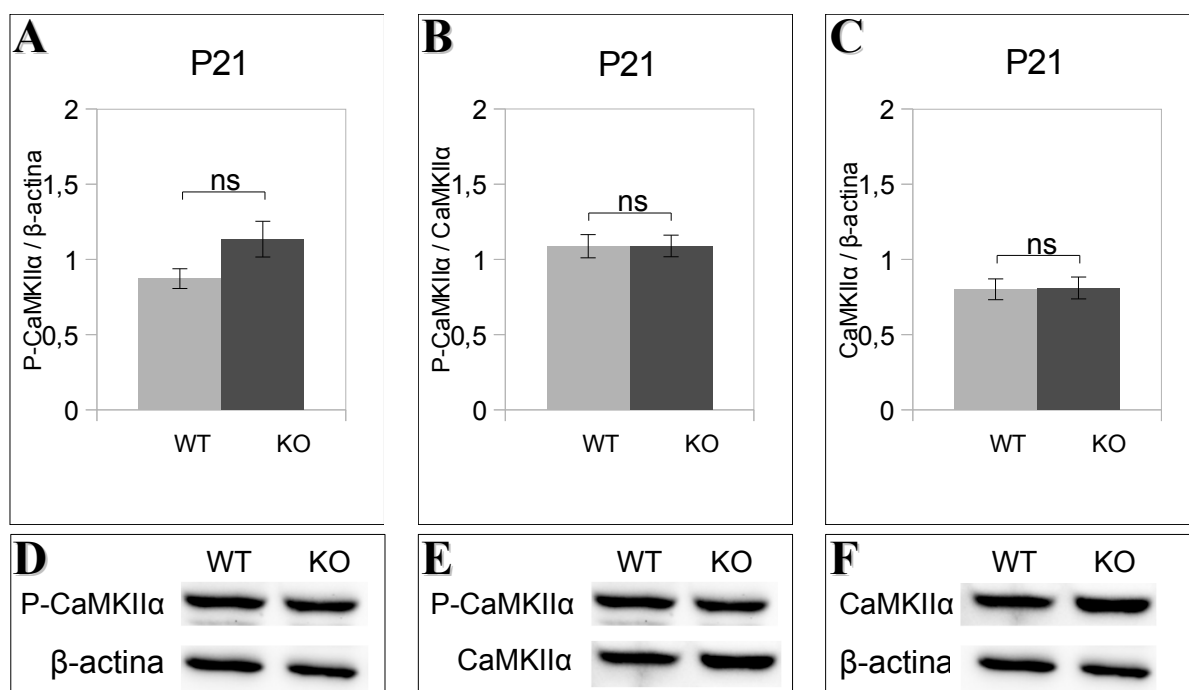 A
P21
P-CaMKIIα / β-actina
2
1,5
1
0,5
0
ns
WT KO
B
P21
P-CaMKIIα / CaMKIIα
2
1,5
1
0,5
0
ns
WT KO
C
P21
CaMKIIα / β-actina
2
1,5
1
0,5
0
ns
WT KO
D
WT KO
P-CaMKIIα
β-actina
E
WT KO
P-CaMKIIα
CaMKIIα
F
WT KO
CaMKIIα
β-actina